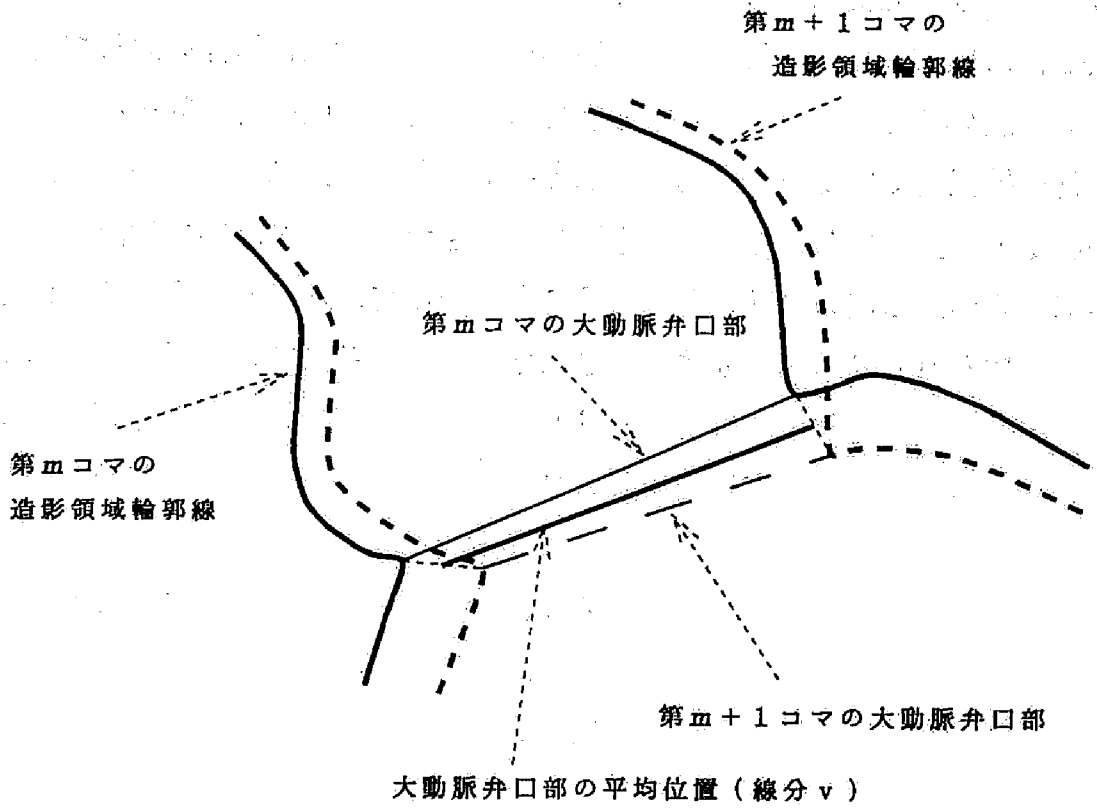 第m+1コマの
造影領域輪郭線
第mコマの大動脈弁口部
第mコマの
造影領域輪郭線
第m+1コマの大動脈弁口部
大動脈弁口部の平均位置(線分v)